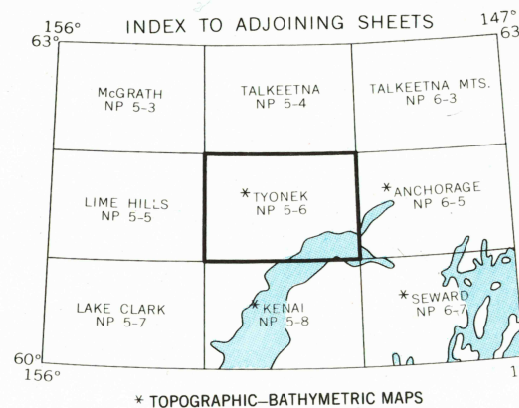 INDEX TO ADJOINING SHEETS
156° 147°
63° 63
McGRATH
NP 5-3
TALKEETNA
NP 5-4
TALKEETNA MTS.
NP 6-3
LIME HILLS
NP 5-5
*TYONEK
NP 5-6
*ANCHORAGE
NP 6-5
LAKE CLARK
NP 5-7
*KENAI
NP 5-8
*SEWARD
NP 6-7
60°
156° 1
* TOPOGRAPHIC–BATHYMETRIC MAPS